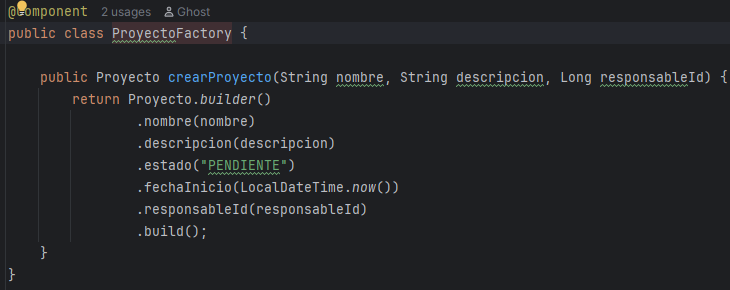 @Component 2 usages Ghost
public class ProyectoFactory {
public Proyecto crearProyecto(String nombre, String descripcion, Long responsableId) {
return Proyecto.builder()
.nombre(nombre)
.descripcion(descripcion)
.estado("PENDIENTE")
.fechaInicio(LocalDateTime.now())
.responsableId(responsableId)
.build();
}
}